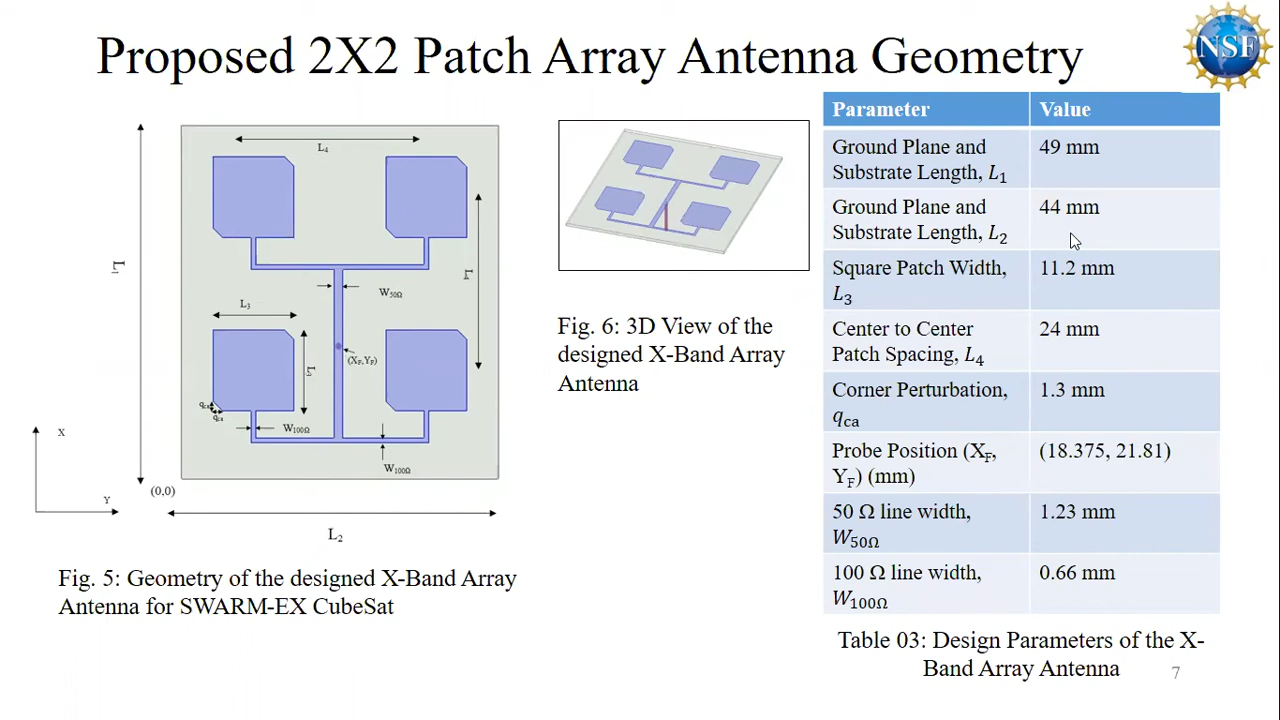 Proposed 2X2 Patch Array Antenna Geometry
NSF
L4
L1
L4
W50Ω
L3
(XF,YF)
L3
qca
qca
W100Ω
W100Ω
X
Y
(0,0)
L2
Fig. 5: Geometry of the designed X-Band Array
Antenna for SWARM-EX CubeSat
Fig. 6: 3D View of the
designed X-Band Array
Antenna
Parameter Value
Ground Plane and 49 mm
Substrate Length, L1
Ground Plane and 44 mm
Substrate Length, L2
Square Patch Width, 11.2 mm
L3
Center to Center 24 mm
Patch Spacing, L4
Corner Perturbation, 1.3 mm
qca
Probe Position (XF, (18.375, 21.81)
YF) (mm)
50 Ω line width, 1.23 mm
W50Ω
100 Ω line width, 0.66 mm
W100Ω
Table 03: Design Parameters of the X-
Band Array Antenna
7